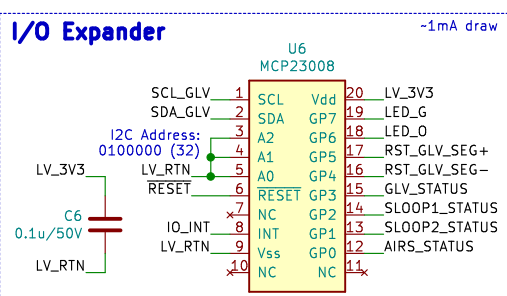 I/O Expander
~1mA draw
U6
MCP23008
SCL_GLV 1 SCL Vdd 20 LV_3V3
SDA_GLV 2 SDA GP7 19 LED_G
I2C Address: 3 A2 GP6 18 LED_O
0100000 (32) 4 A1 GP5 17 RST_GLV_SEG+
LV_3V3 LV_RTN 5 A0 GP4 16 RST_GLV_SEG-
RESET 6 RESET GP3 15 GLV_STATUS
7 NC GP2 14 SLOOP1_STATUS
C6 IO_INT 8 INT GP1 13 SLOOP2_STATUS
0.1u/50V LV_RTN 9 Vss GP0 12 AIRS_STATUS
LV_RTN 10 NC NC 11